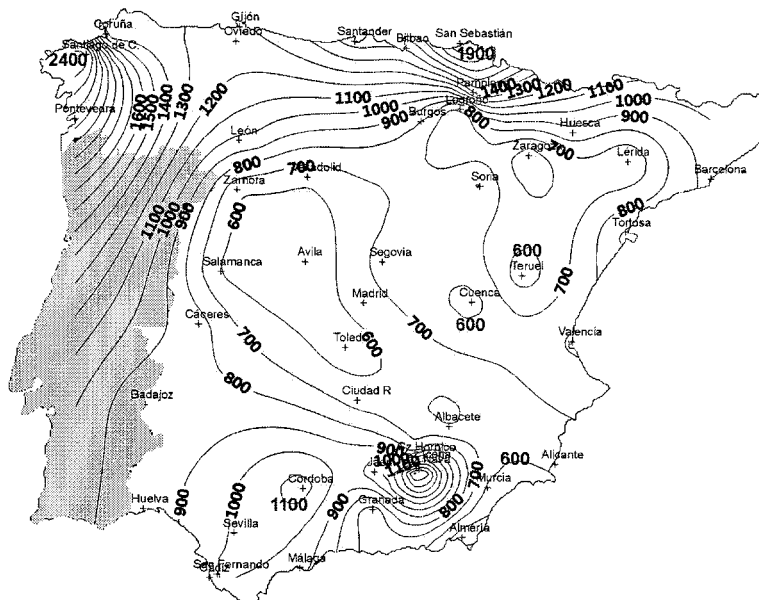 Gijón
Coruña
Oviedo
Santander
San Sebastián
Bilbao
Santiago de C.
1900
2400
1400
1300
1200
1100
1000
900
1600
1500
1400
1300
1200
1100
1000
900
800
Pontevedra
Logroño
Burgos
León
Huesca
Zaragoza
700
Lérida
Barcelona
800
700
Zamora
Soria
600
800
Tortosa
1100
1000
900
Salamanca
Avila
Segovia
600
Teruel
700
Madrid
Cuenca
600
Cáceres
700
Toledo
600
700
Valencía
800
Ciudad R
Badajoz
Albacete
900
1000
1100
700
600
Alicante
Murcia
Córdoba
1100
1000
900
Huelva
Sevilla
900
Granada
800
Almería
Málaga
San Fernando
Cádiz